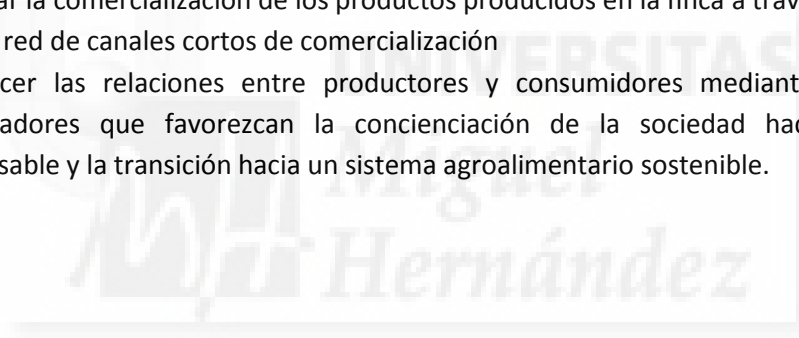 ar la comercialización de los productos producidos en la finca a trav
red de canales cortos de comercialización
cer las relaciones entre productores y consumidores mediant
adores que favorezcan la concienciación de la sociedad hac
sable y la transición hacia un sistema agroalimentario sostenible.
UNIVERSITAS
Miguel
Hernández